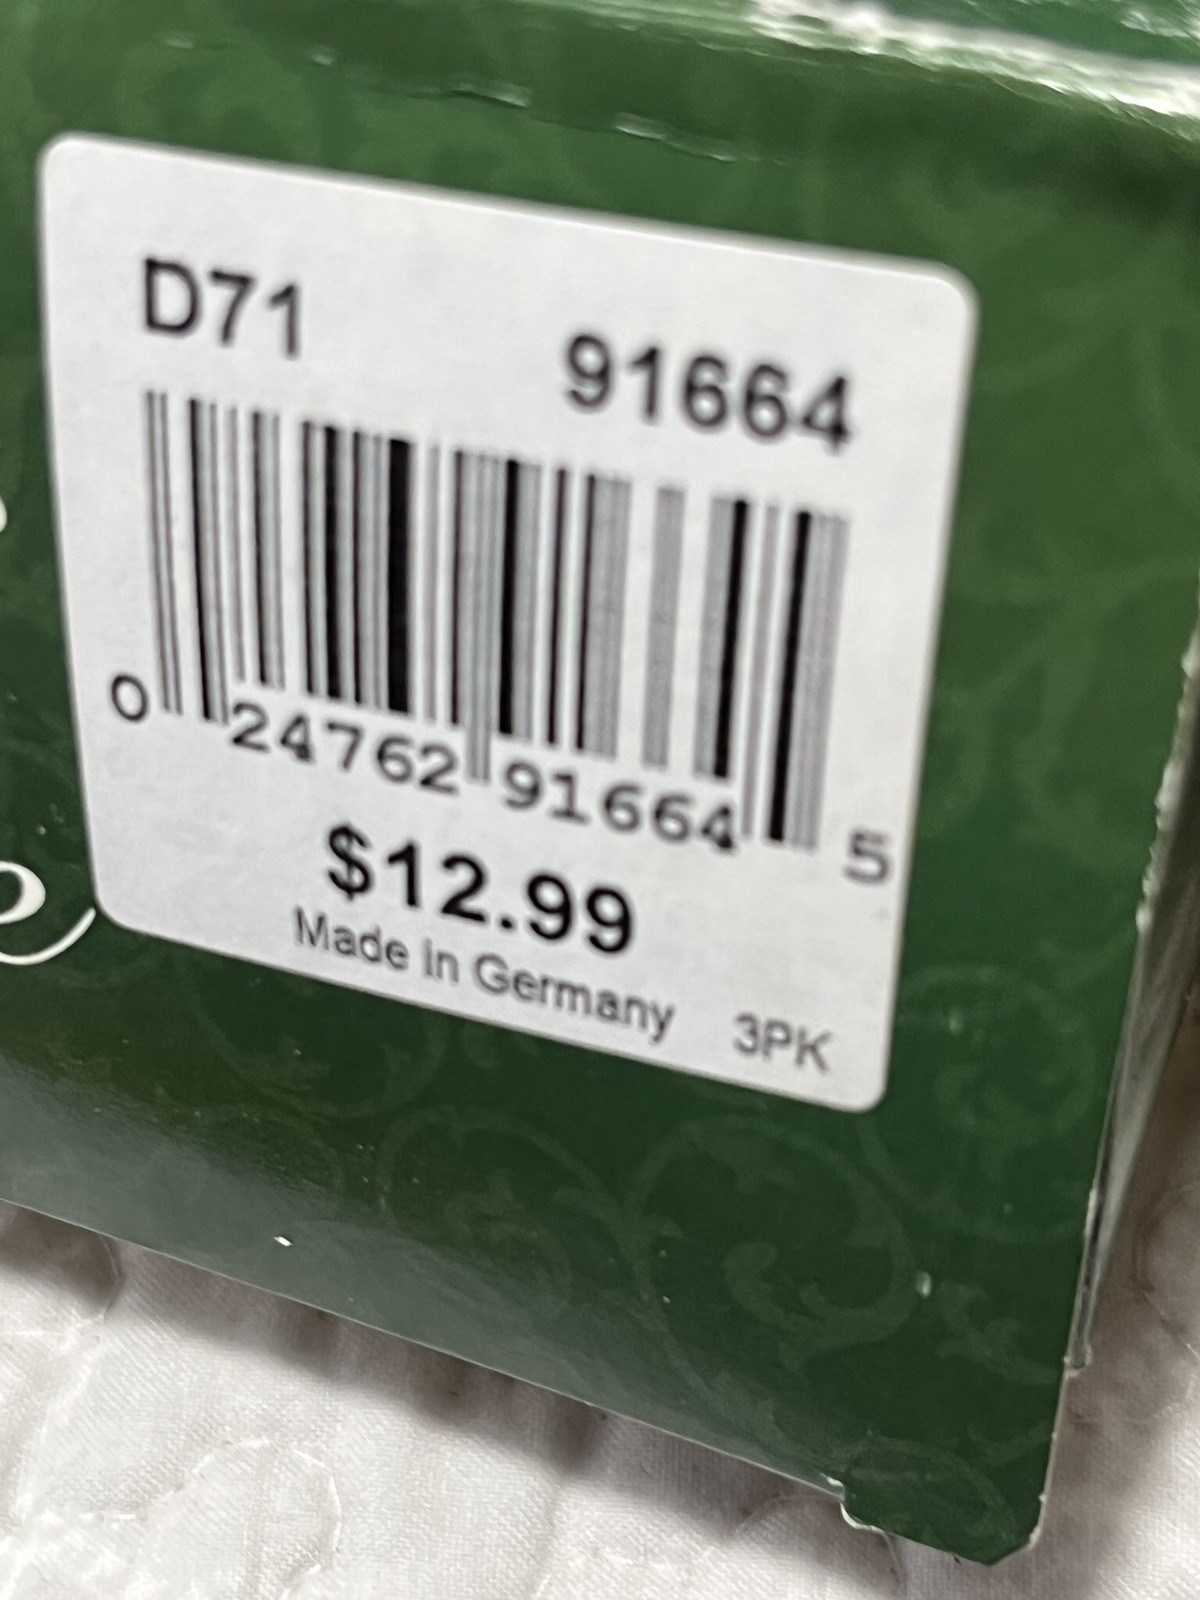 D71 91664
0 24762 91664 5
$12.99
Made in Germany 3PK
e